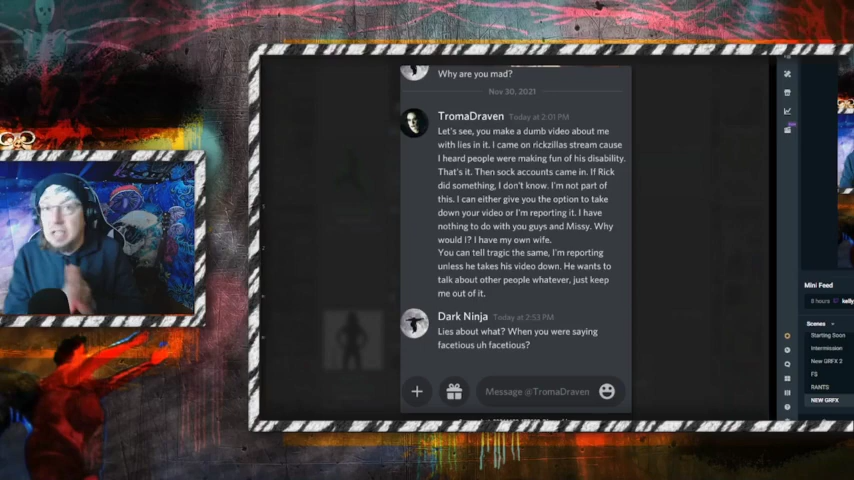 Why are you mad?
Nov 30, 2021
TromaDraven Today at 2:01 PM
Let's see, you make a dumb video about me
with lies in it. I came on rickzillas stream cause
I heard people were making fun of his disability.
That's it. Then sock accounts came in. If Rick
did something, I don't know. I'm not part of
this. I can either give you the option to take
down your video or I'm reporting it. I have
nothing to do with you guys and Missy. Why
would I? I have my own wife.
You can tell tragic the same, I'm reporting
unless he takes his video down. He wants to
talk about other people whatever, just keep
me out of it.
Dark Ninja Today at 2:53 PM
Lies about what? When you were saying
facetious uh facetious?
Message @TromaDraven
Mini Feed
8 hours
kelly
Scenes
Starting Soon
Intermission
New GRFX 2
FS
RANTS
NEW GRFX